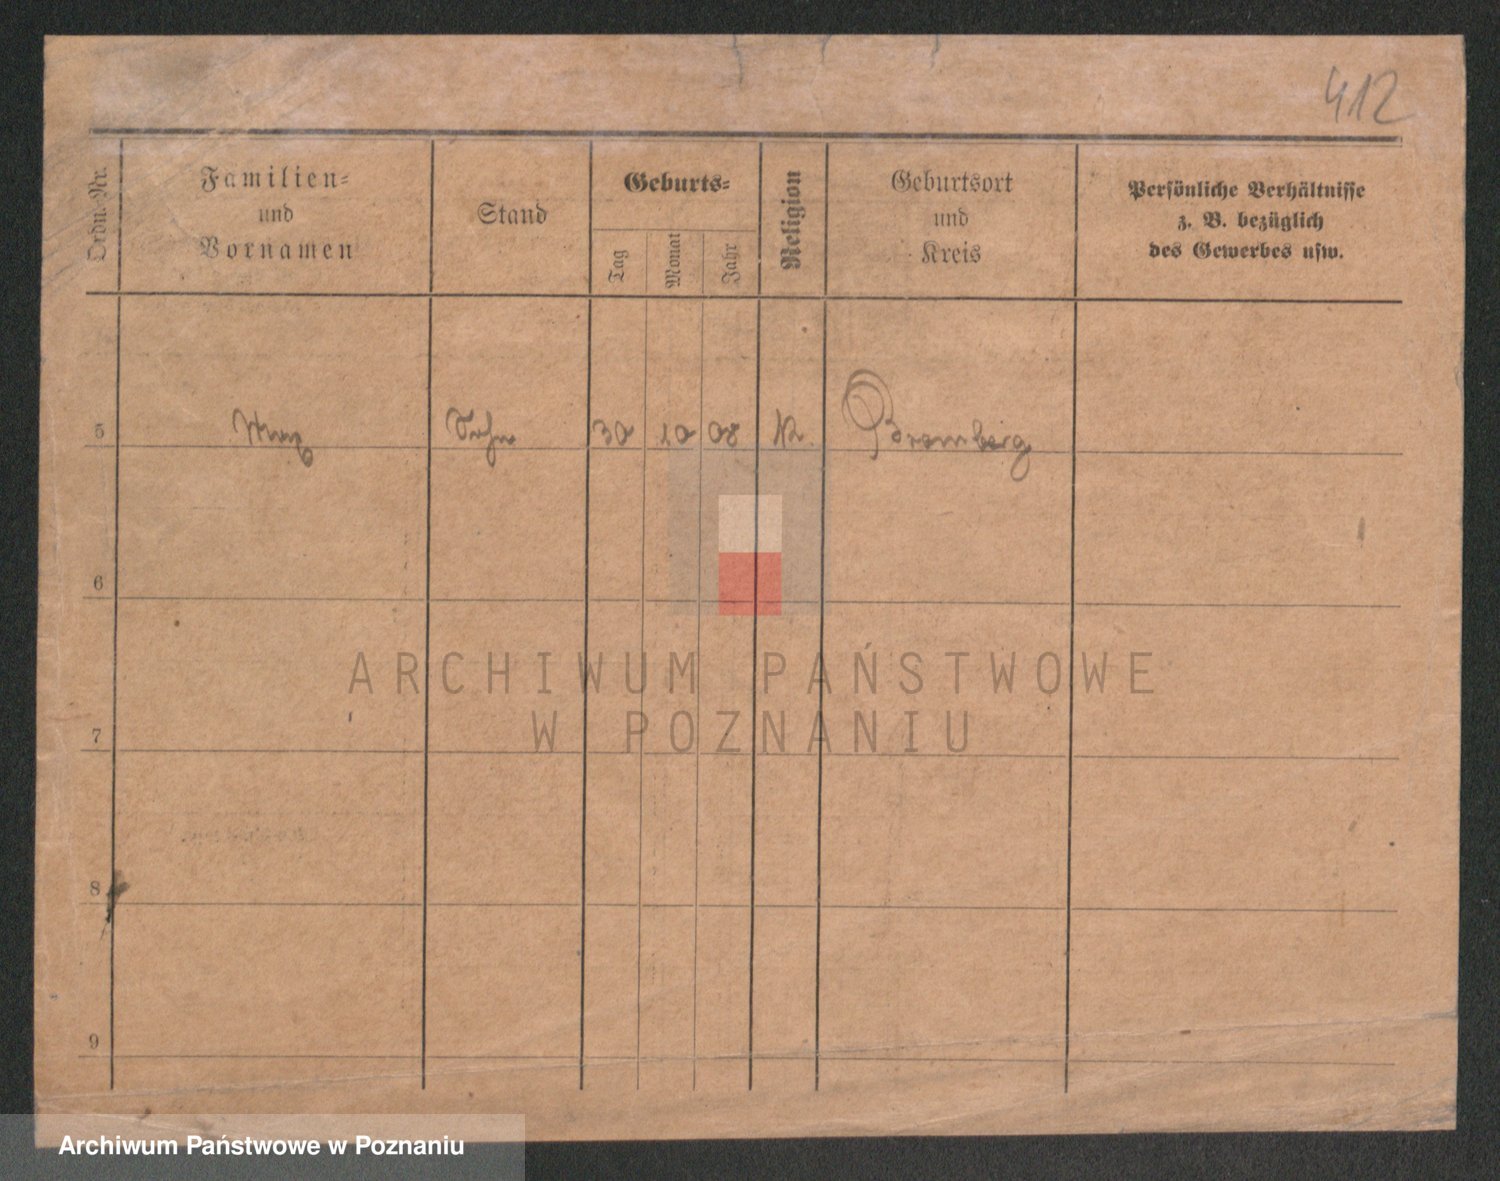 412
Ordn.-Nr.
Familien-
und
Vornamen
Stand
Geburts-
Tag
Monat
Jahr
Religion
Geburtsort
und
Kreis
Persönliche Verhältnisse
z. B. bezüglich
des Gewerbes usw.
5 Max Sohn 30 10 08 K. Bromberg
6
7
8
9
ARCHIWUM PAŃSTWOWE
W POZNANIU
Archiwum Państwowe w Poznaniu